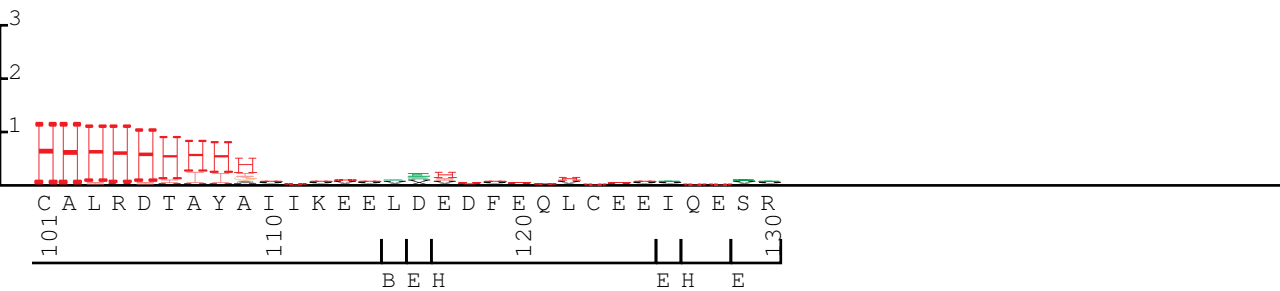 3
2
1
H H H H H H H H H
C A L R D T A Y A I I K E E L D E D F E Q L C E E I Q E S R
101 110 120 130
B E H E H E